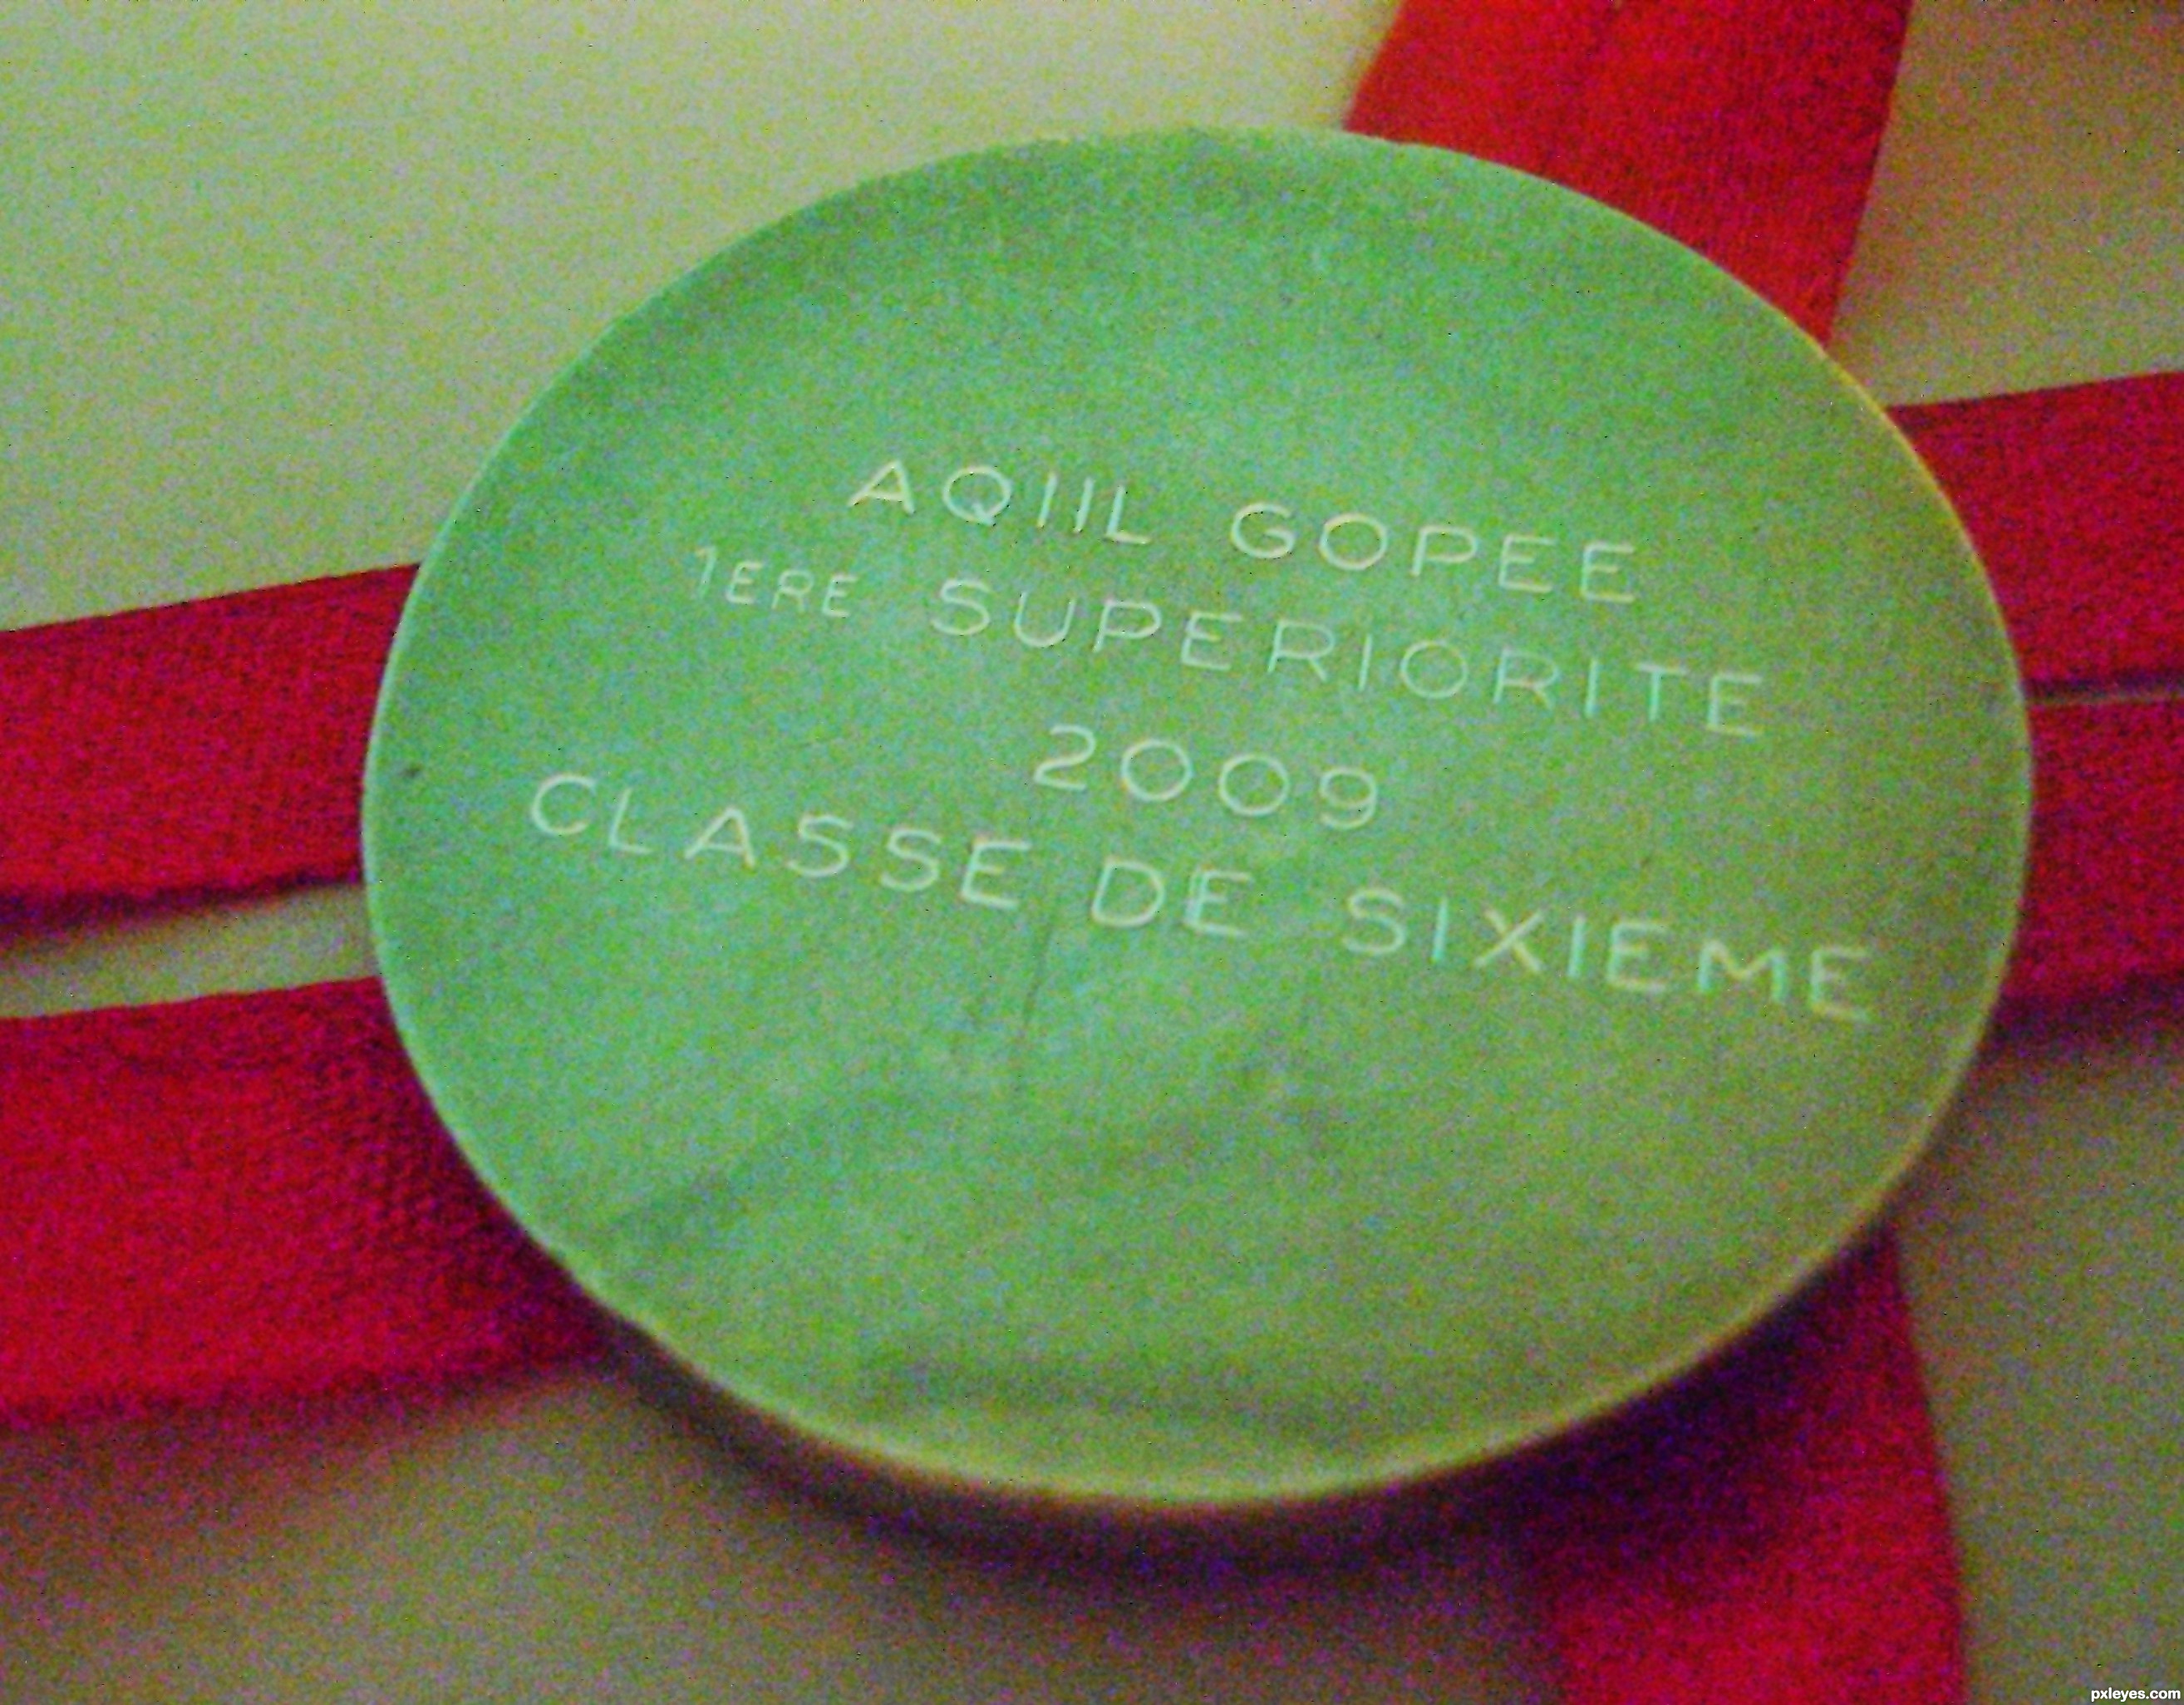 AQIIL GOPEE
1ERE SUPERIORITE
2009
CLASSE DE SIXIEME
pxleyes.com